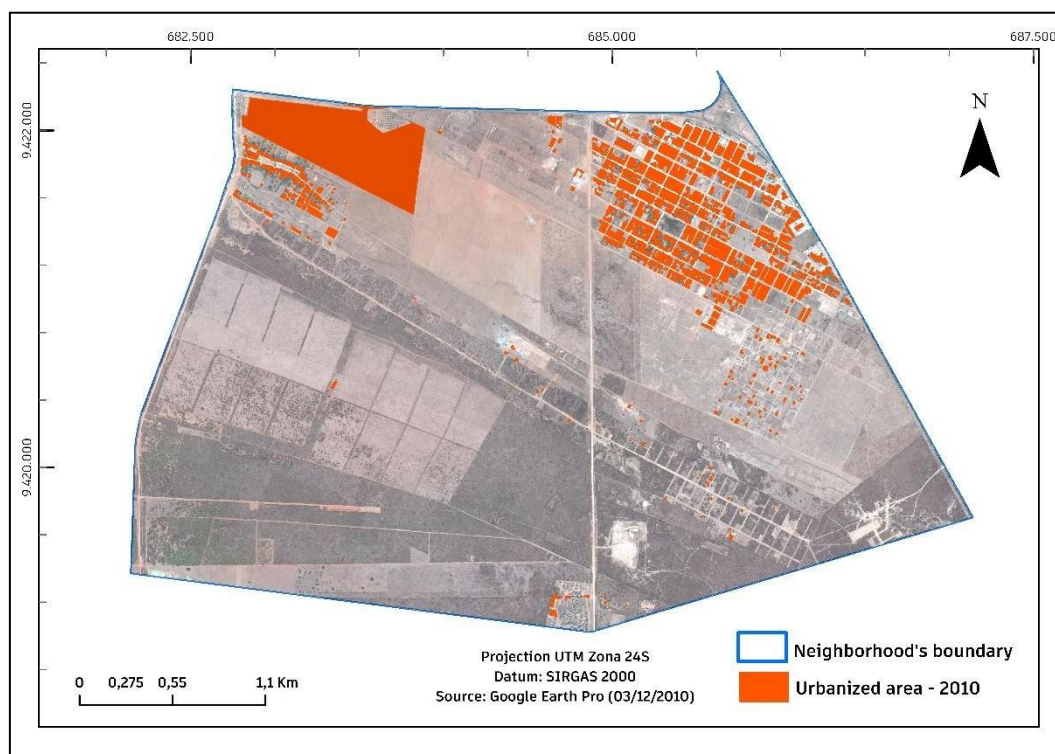 682.500 685.000 687.500
N
9.422.000
9.420.000
Projection UTM Zona 24S
Datum: SIRGAS 2000
Source: Google Earth Pro (03/12/2010)
0 0,275 0,55 1,1 Km
Neighborhood's boundary
Urbanized area - 2010